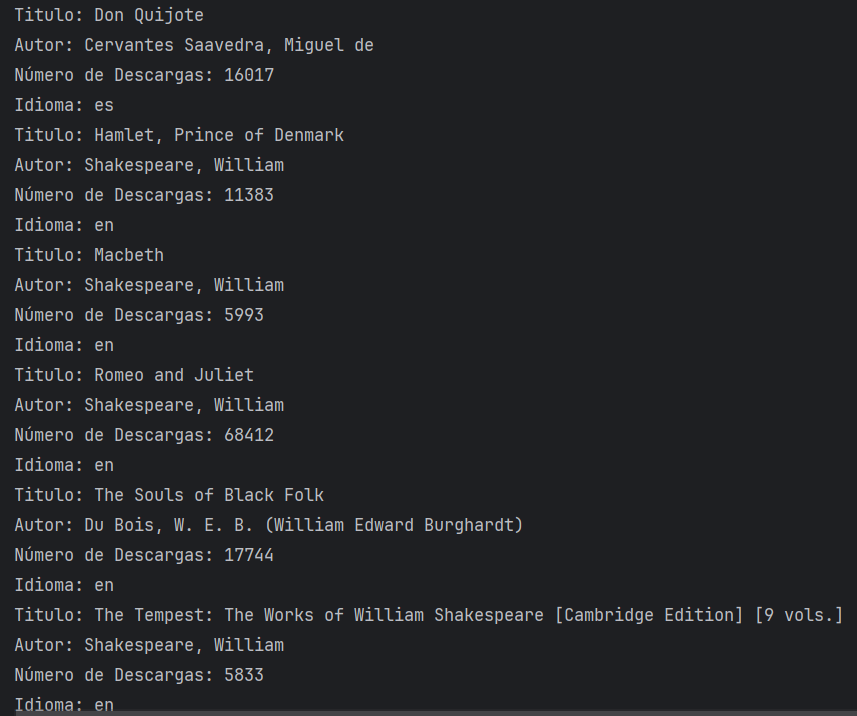 Titulo: Don Quijote
Autor: Cervantes Saavedra, Miguel de
Número de Descargas: 16017
Idioma: es
Titulo: Hamlet, Prince of Denmark
Autor: Shakespeare, William
Número de Descargas: 11383
Idioma: en
Titulo: Macbeth
Autor: Shakespeare, William
Número de Descargas: 5993
Idioma: en
Titulo: Romeo and Juliet
Autor: Shakespeare, William
Número de Descargas: 68412
Idioma: en
Titulo: The Souls of Black Folk
Autor: Du Bois, W. E. B. (William Edward Burghardt)
Número de Descargas: 17744
Idioma: en
Titulo: The Tempest: The Works of William Shakespeare [Cambridge Edition] [9 vols.]
Autor: Shakespeare, William
Número de Descargas: 5833
Idioma: en